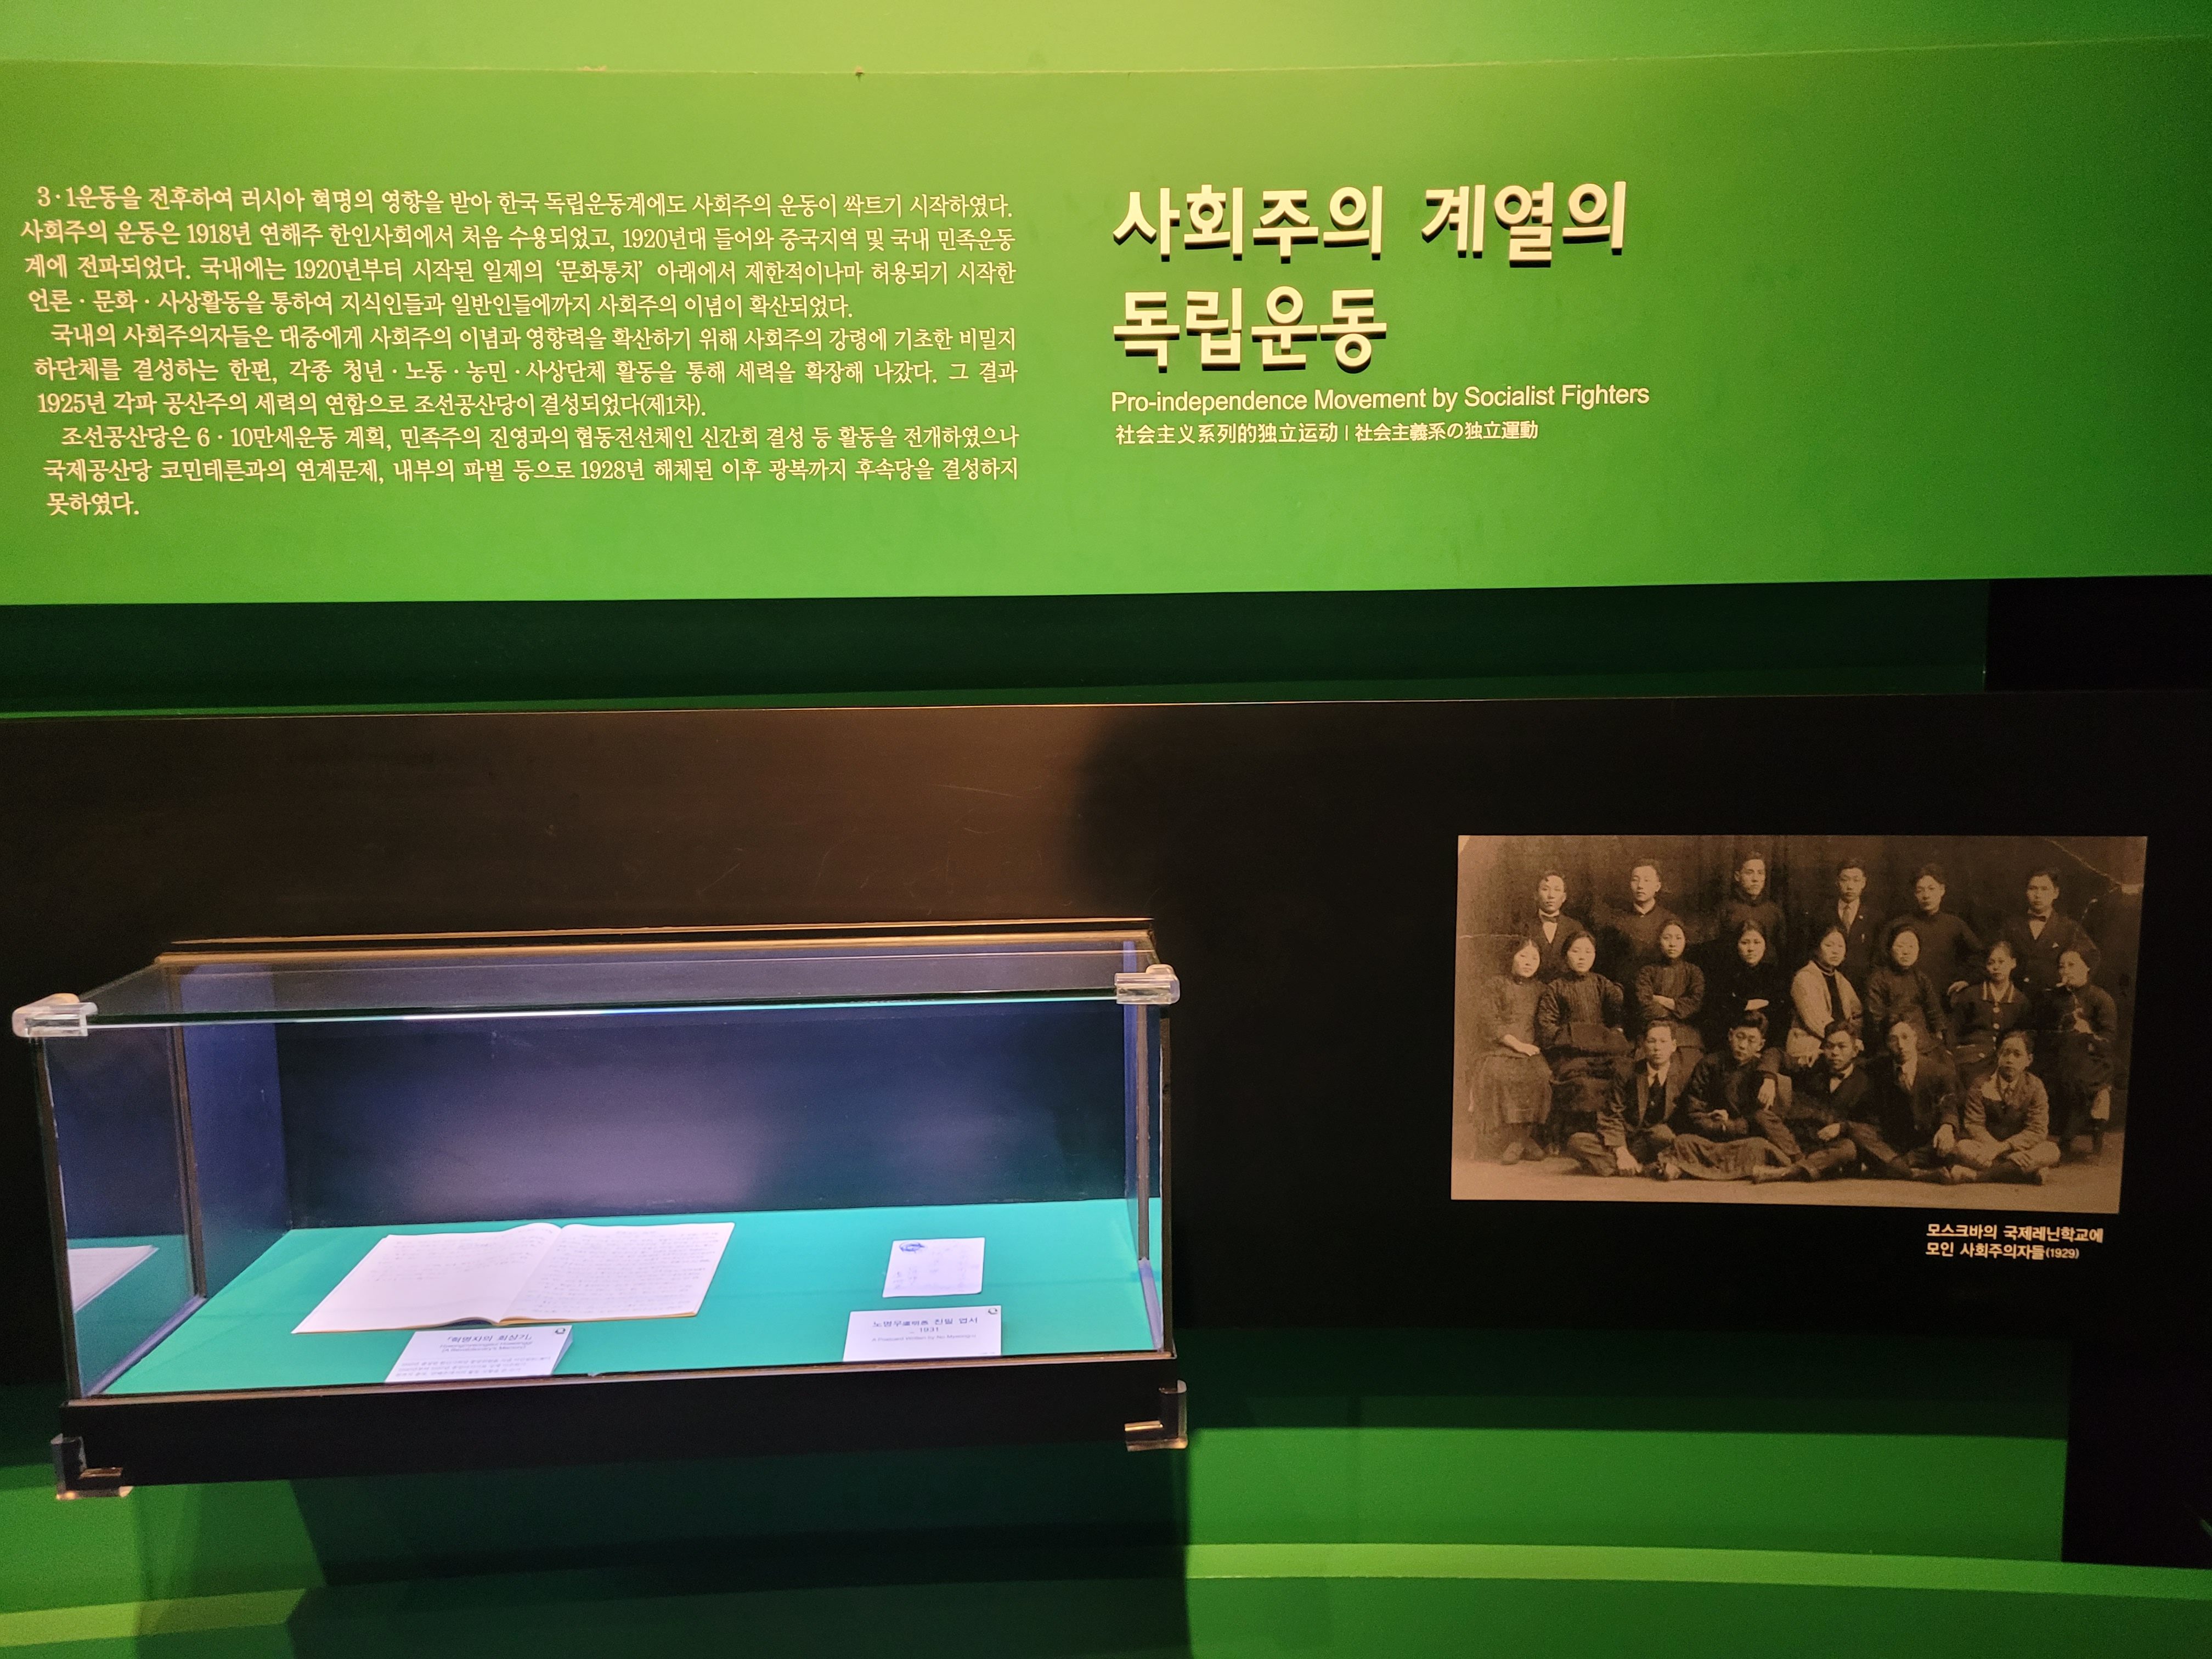 3·1운동을 전후하여 러시아 혁명의 영향을 받아 한국 독립운동계에도 사회주의 운동이 싹트기 시작하였다.
사회주의 운동은 1918년 연해주 한인사회에서 처음 수용되었고, 1920년대 들어와 중국지역 및 국내 민족운동
계에 전파되었다. 국내에는 1920년부터 시작된 일제의 ‘문화통치’ 아래에서 제한적이나마 허용되기 시작한
언론·문화·사상활동을 통하여 지식인들과 일반인들에까지 사회주의 이념이 확산되었다.
국내의 사회주의자들은 대중에게 사회주의 이념과 영향력을 확산하기 위해 사회주의 강령에 기초한 비밀지
하단체를 결성하는 한편, 각종 청년·노동·농민·사상단체 활동을 통해 세력을 확장해 나갔다. 그 결과
1925년 각파 공산주의 세력의 연합으로 조선공산당이 결성되었다(제1차).
조선공산당은 6·10만세운동 계획, 민족주의 진영과의 협동전선체인 신간회 결성 등 활동을 전개하였으나
국제공산당 코민테른과의 연계문제, 내부의 파벌 등으로 1928년 해체된 이후 광복까지 후속당을 결성하지
못하였다.
사회주의 계열의
독립운동
Pro-independence Movement by Socialist Fighters
社会主义系列的独立运动 | 社会主義系の独立運動
모스크바의 국제레닌학교에
모인 사회주의자들(1929)
『혁명자의 회상기』
노명우 친필 엽서
1931